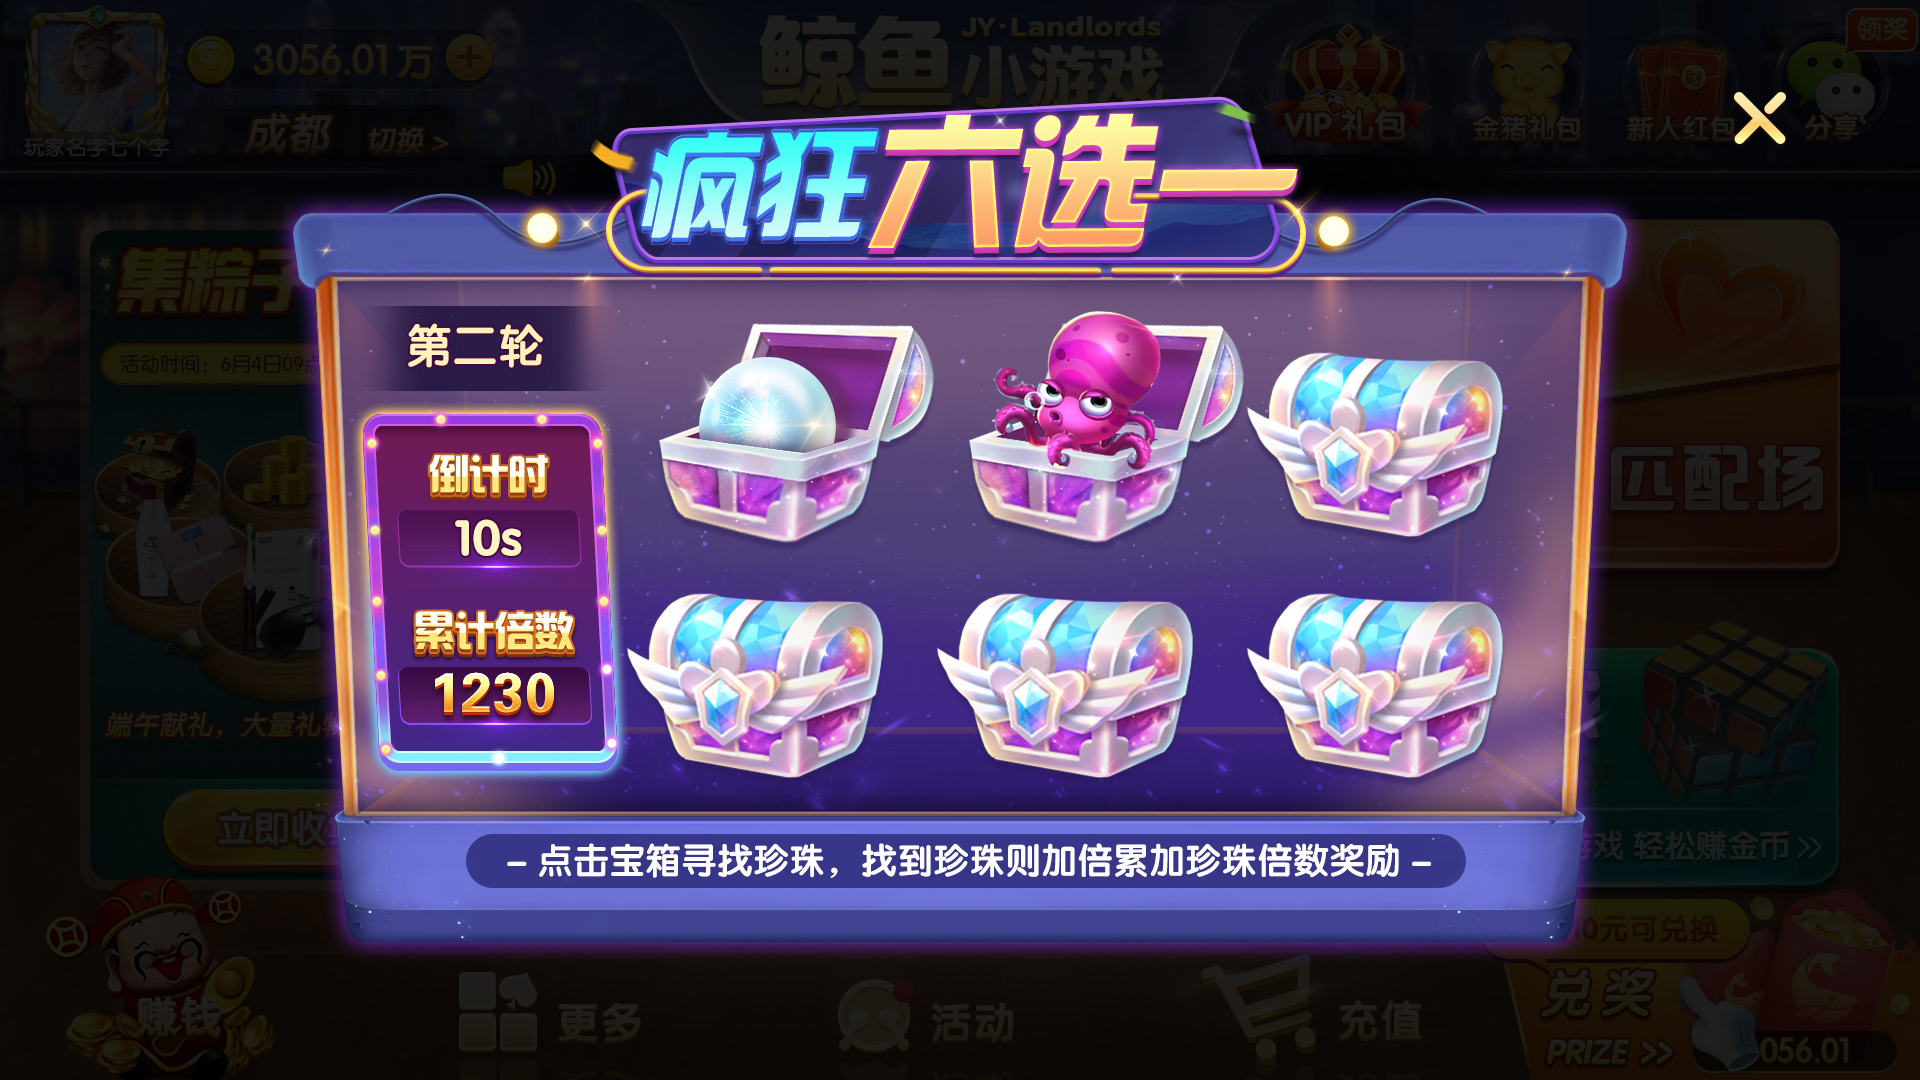 3056.01万
成都 切换 >
玩家名字七个字
鲸鱼
JY·Landlords
小游戏
VIP 礼包
金猪礼包
新人红包
分享
领奖
疯狂六选一
第二轮
倒计时
10s
累计倍数
1230
– 点击宝箱寻找珍珠，找到珍珠则加倍累加珍珠倍数奖励 –
集粽子
活动时间：6月4日09点
端午献礼，大量礼
立即收
匹配场
戏 轻松赚金币 >>
赚钱
更多
活动
充值
0元可兑换
兑奖
PRIZE >>
056.01